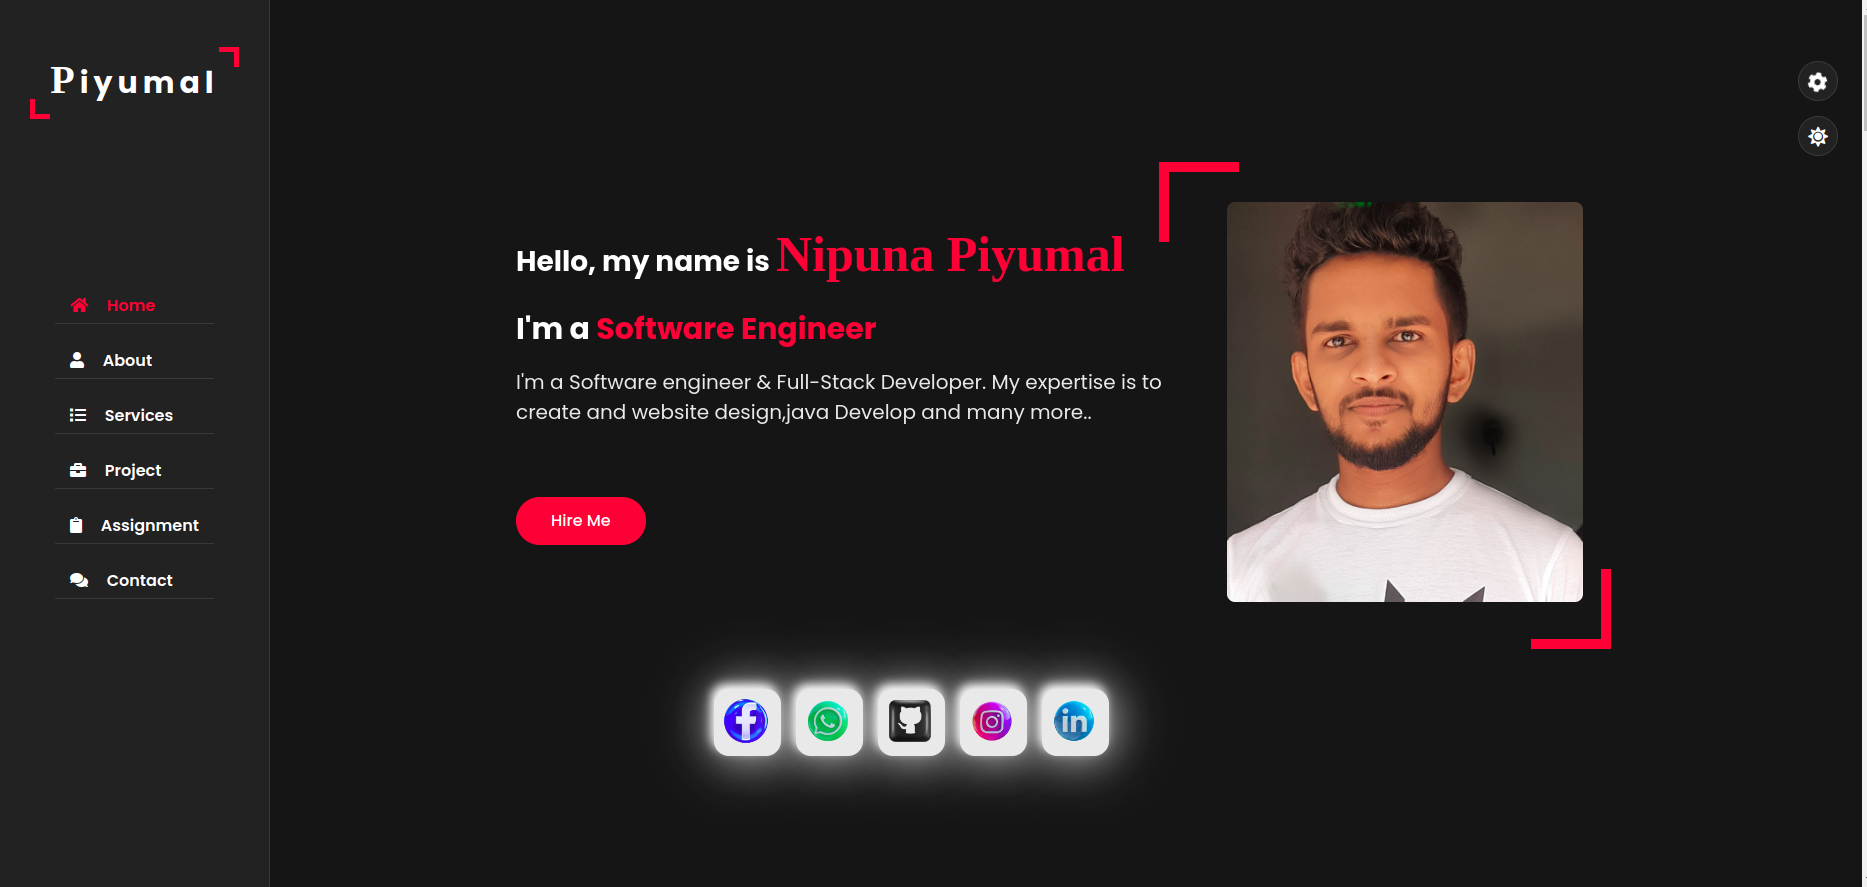 Piyumal
Home
About
Services
Project
Assignment
Contact
Hello, my name is Nipuna Piyumal
I'm a Software Engineer
I'm a Software engineer & Full-Stack Developer. My expertise is to
create and website design,java Develop and many more..
Hire Me